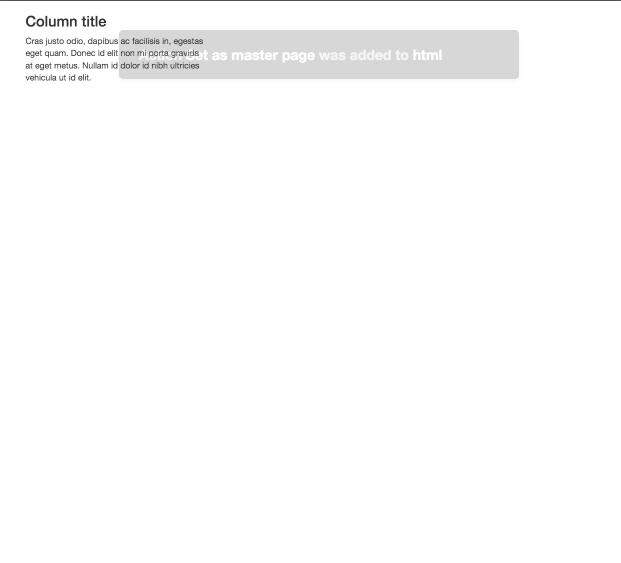 Column title
Cras justo odio, dapibus ac facilisis in, egestas
eget quam. Donec id elit non mi porta gravida
at eget metus. Nullam id dolor id nibh ultricies
vehicula ut id elit.
Action Set as master page was added to html